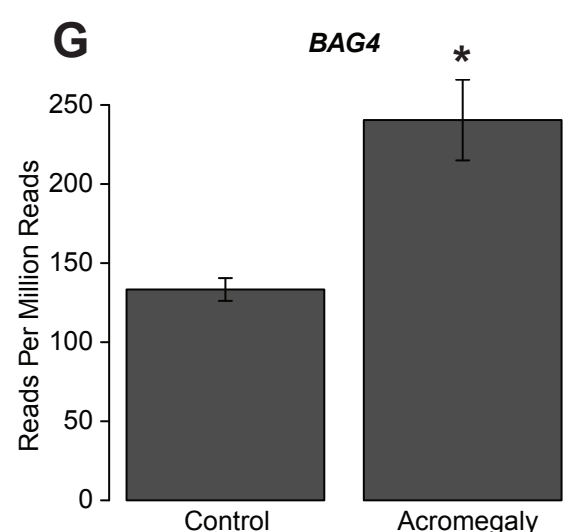 G
BAG4
*
Reads Per Million Reads
250
200
150
100
50
0
Control
Acromegaly